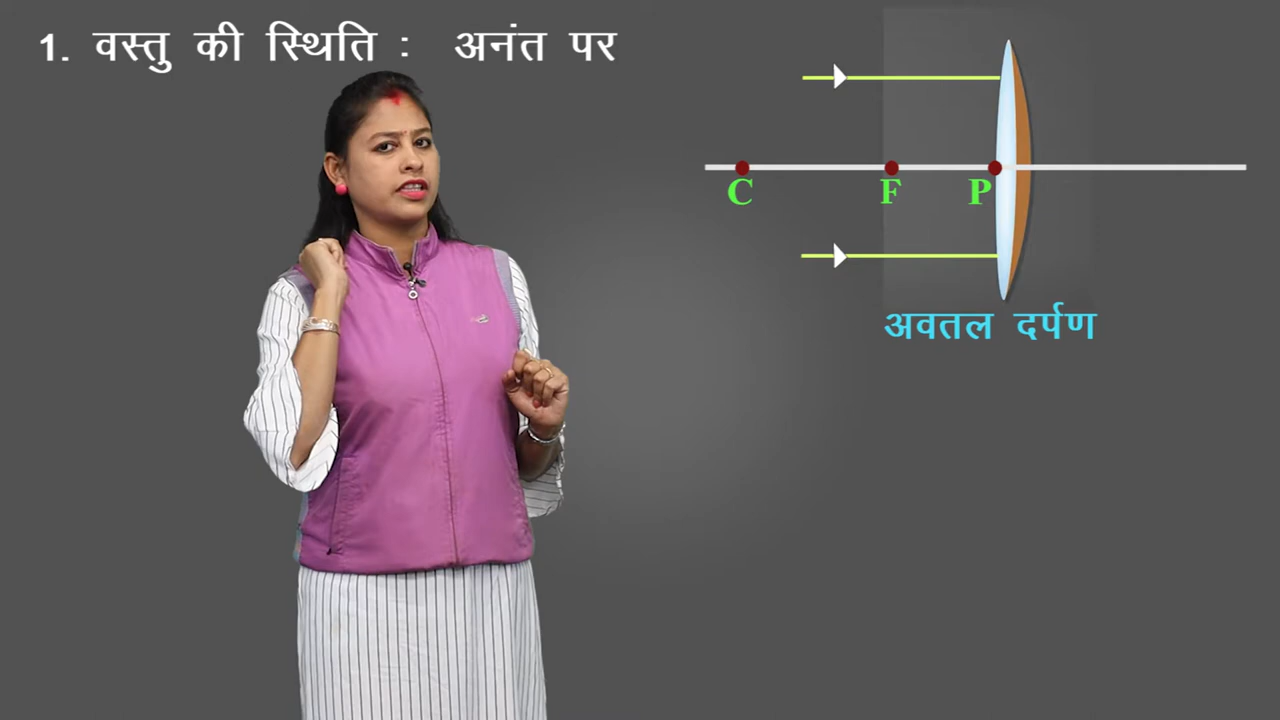 1. वस्तु की स्थिति : अनंत पर
C F P
अवतल दर्पण